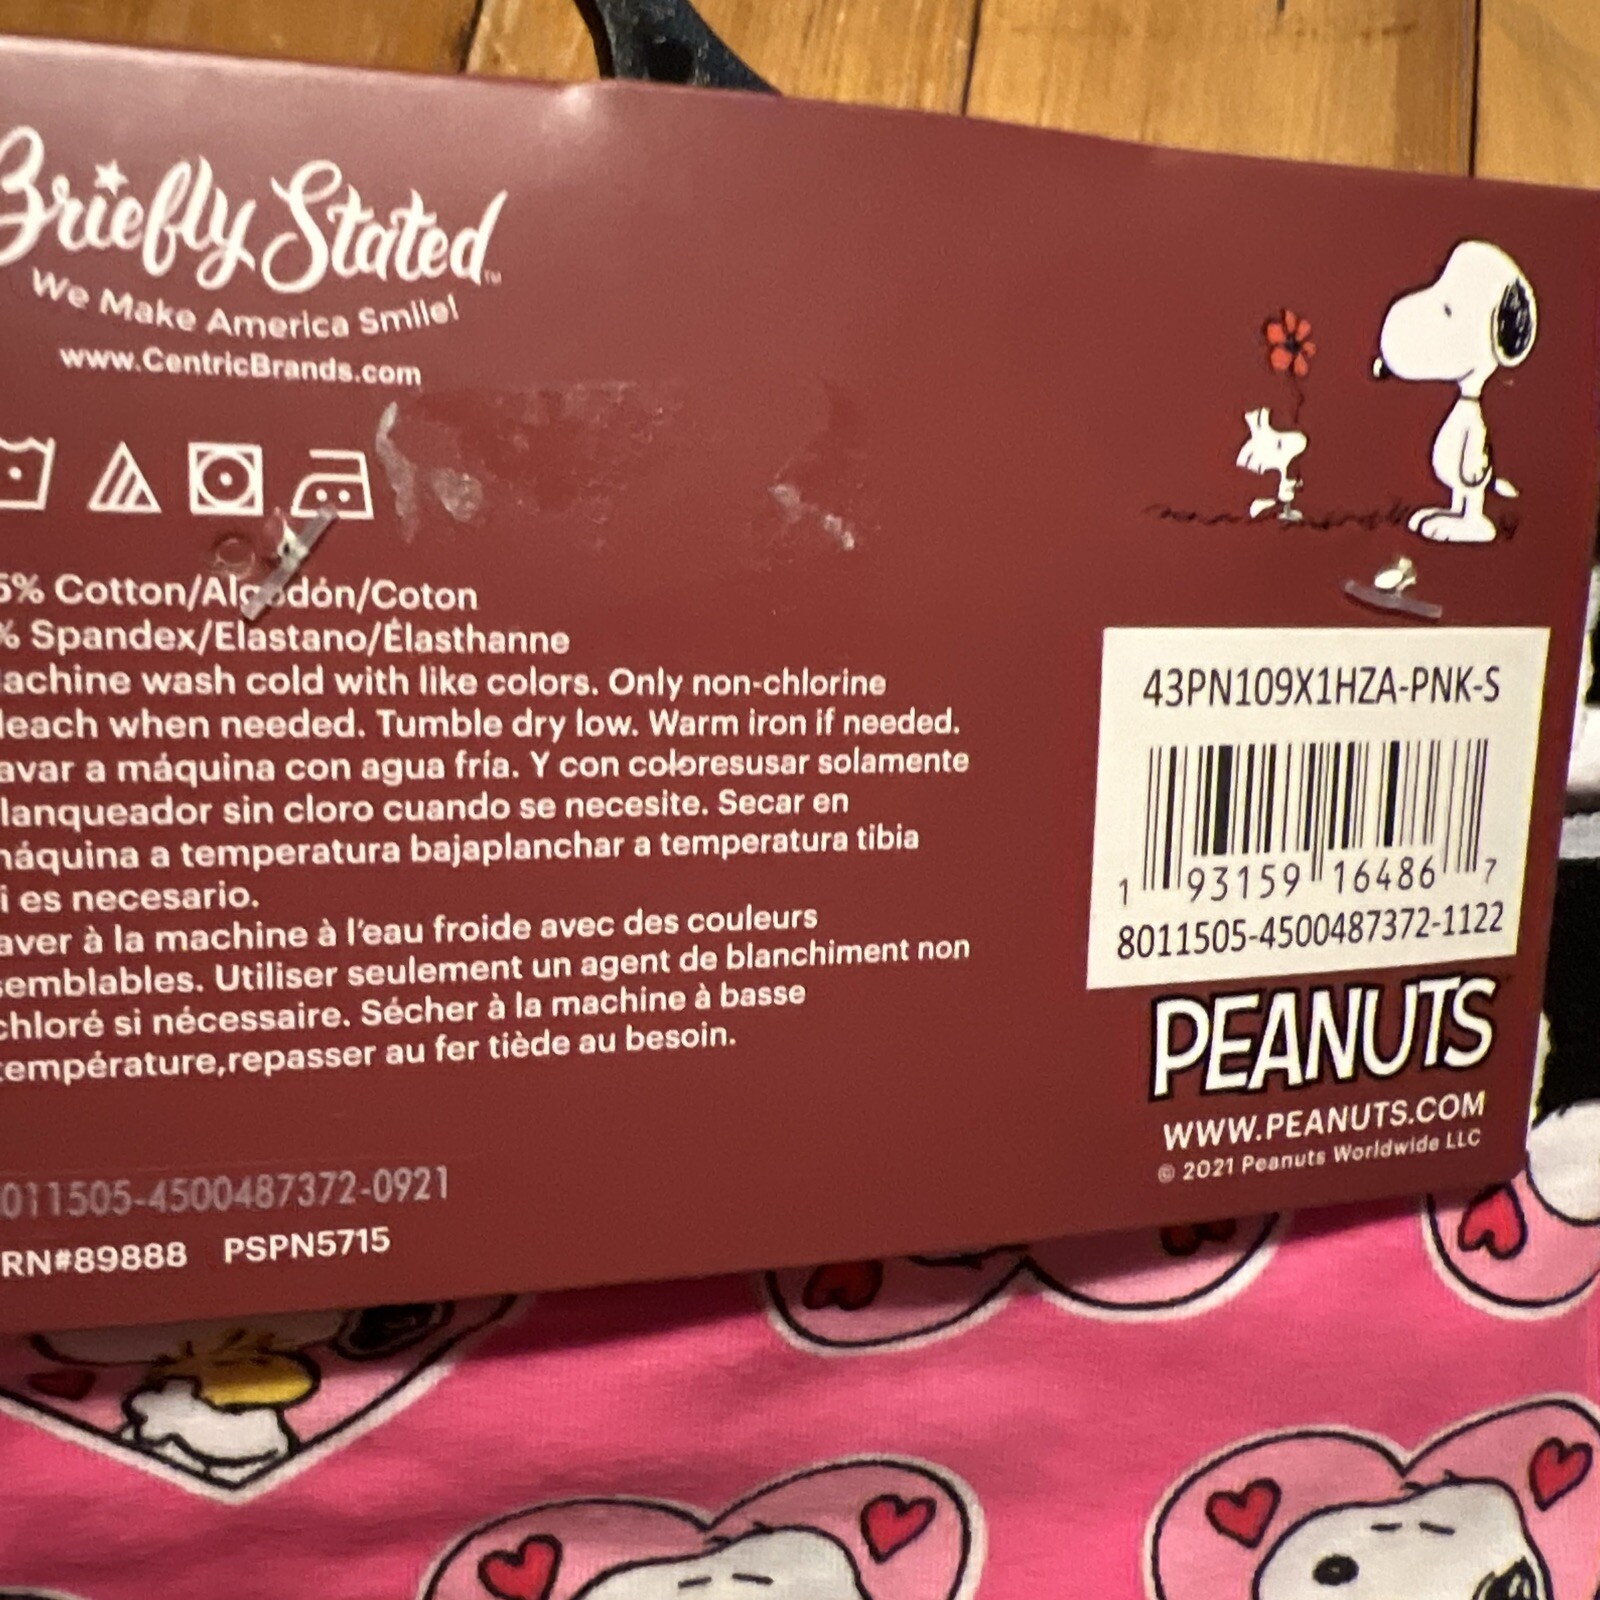 Briefly Stated™
We Make America Smile!
www.CentricBrands.com
5% Cotton/Algodón/Coton
% Spandex/Elastano/Élasthanne
achine wash cold with like colors. Only non-chlorine
leach when needed. Tumble dry low. Warm iron if needed.
avar a máquina con agua fría. Y con coloresusar solamente
lanqueador sin cloro cuando se necesite. Secar en
máquina a temperatura bajaplanchar a temperatura tibia
i es necesario.
aver à la machine à l'eau froide avec des couleurs
semblables. Utiliser seulement un agent de blanchiment non
chloré si nécessaire. Sécher à la machine à basse
température,repasser au fer tiède au besoin.
011505-4500487372-0921
RN#89888 PSPN5715
43PN109X1HZA-PNK-S
1 93159 16486 7
8011505-4500487372-1122
PEANUTS
WWW.PEANUTS.COM
© 2021 Peanuts Worldwide LLC